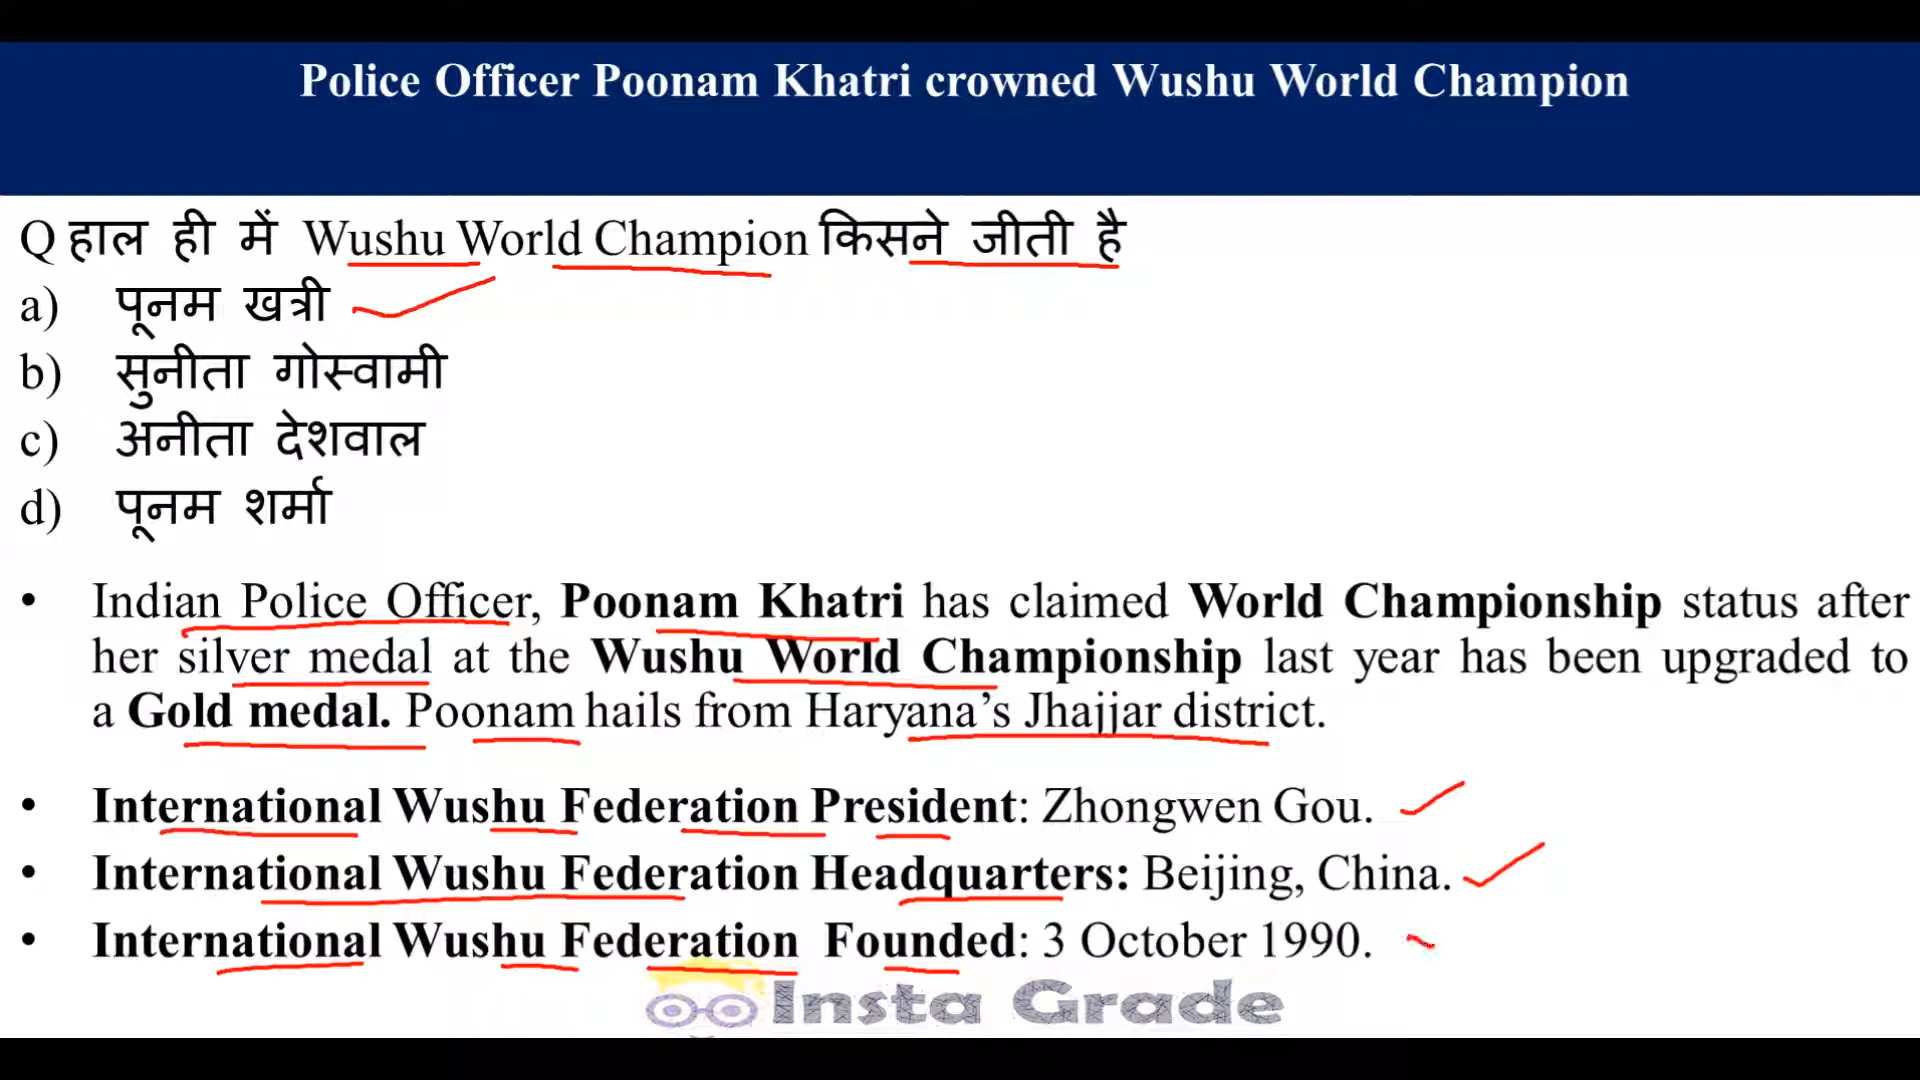 Police Officer Poonam Khatri crowned Wushu World Champion
Q हाल ही में Wushu World Champion किसने जीती है
a) पूनम खत्री
b) सुनीता गोस्वामी
c) अनीता देशवाल
d) पूनम शर्मा
• Indian Police Officer, Poonam Khatri has claimed World Championship status after
her silver medal at the Wushu World Championship last year has been upgraded to
a Gold medal. Poonam hails from Haryana’s Jhajjar district.
• International Wushu Federation President: Zhongwen Gou.
• International Wushu Federation Headquarters: Beijing, China.
• International Wushu Federation Founded: 3 October 1990.
Insta Grade